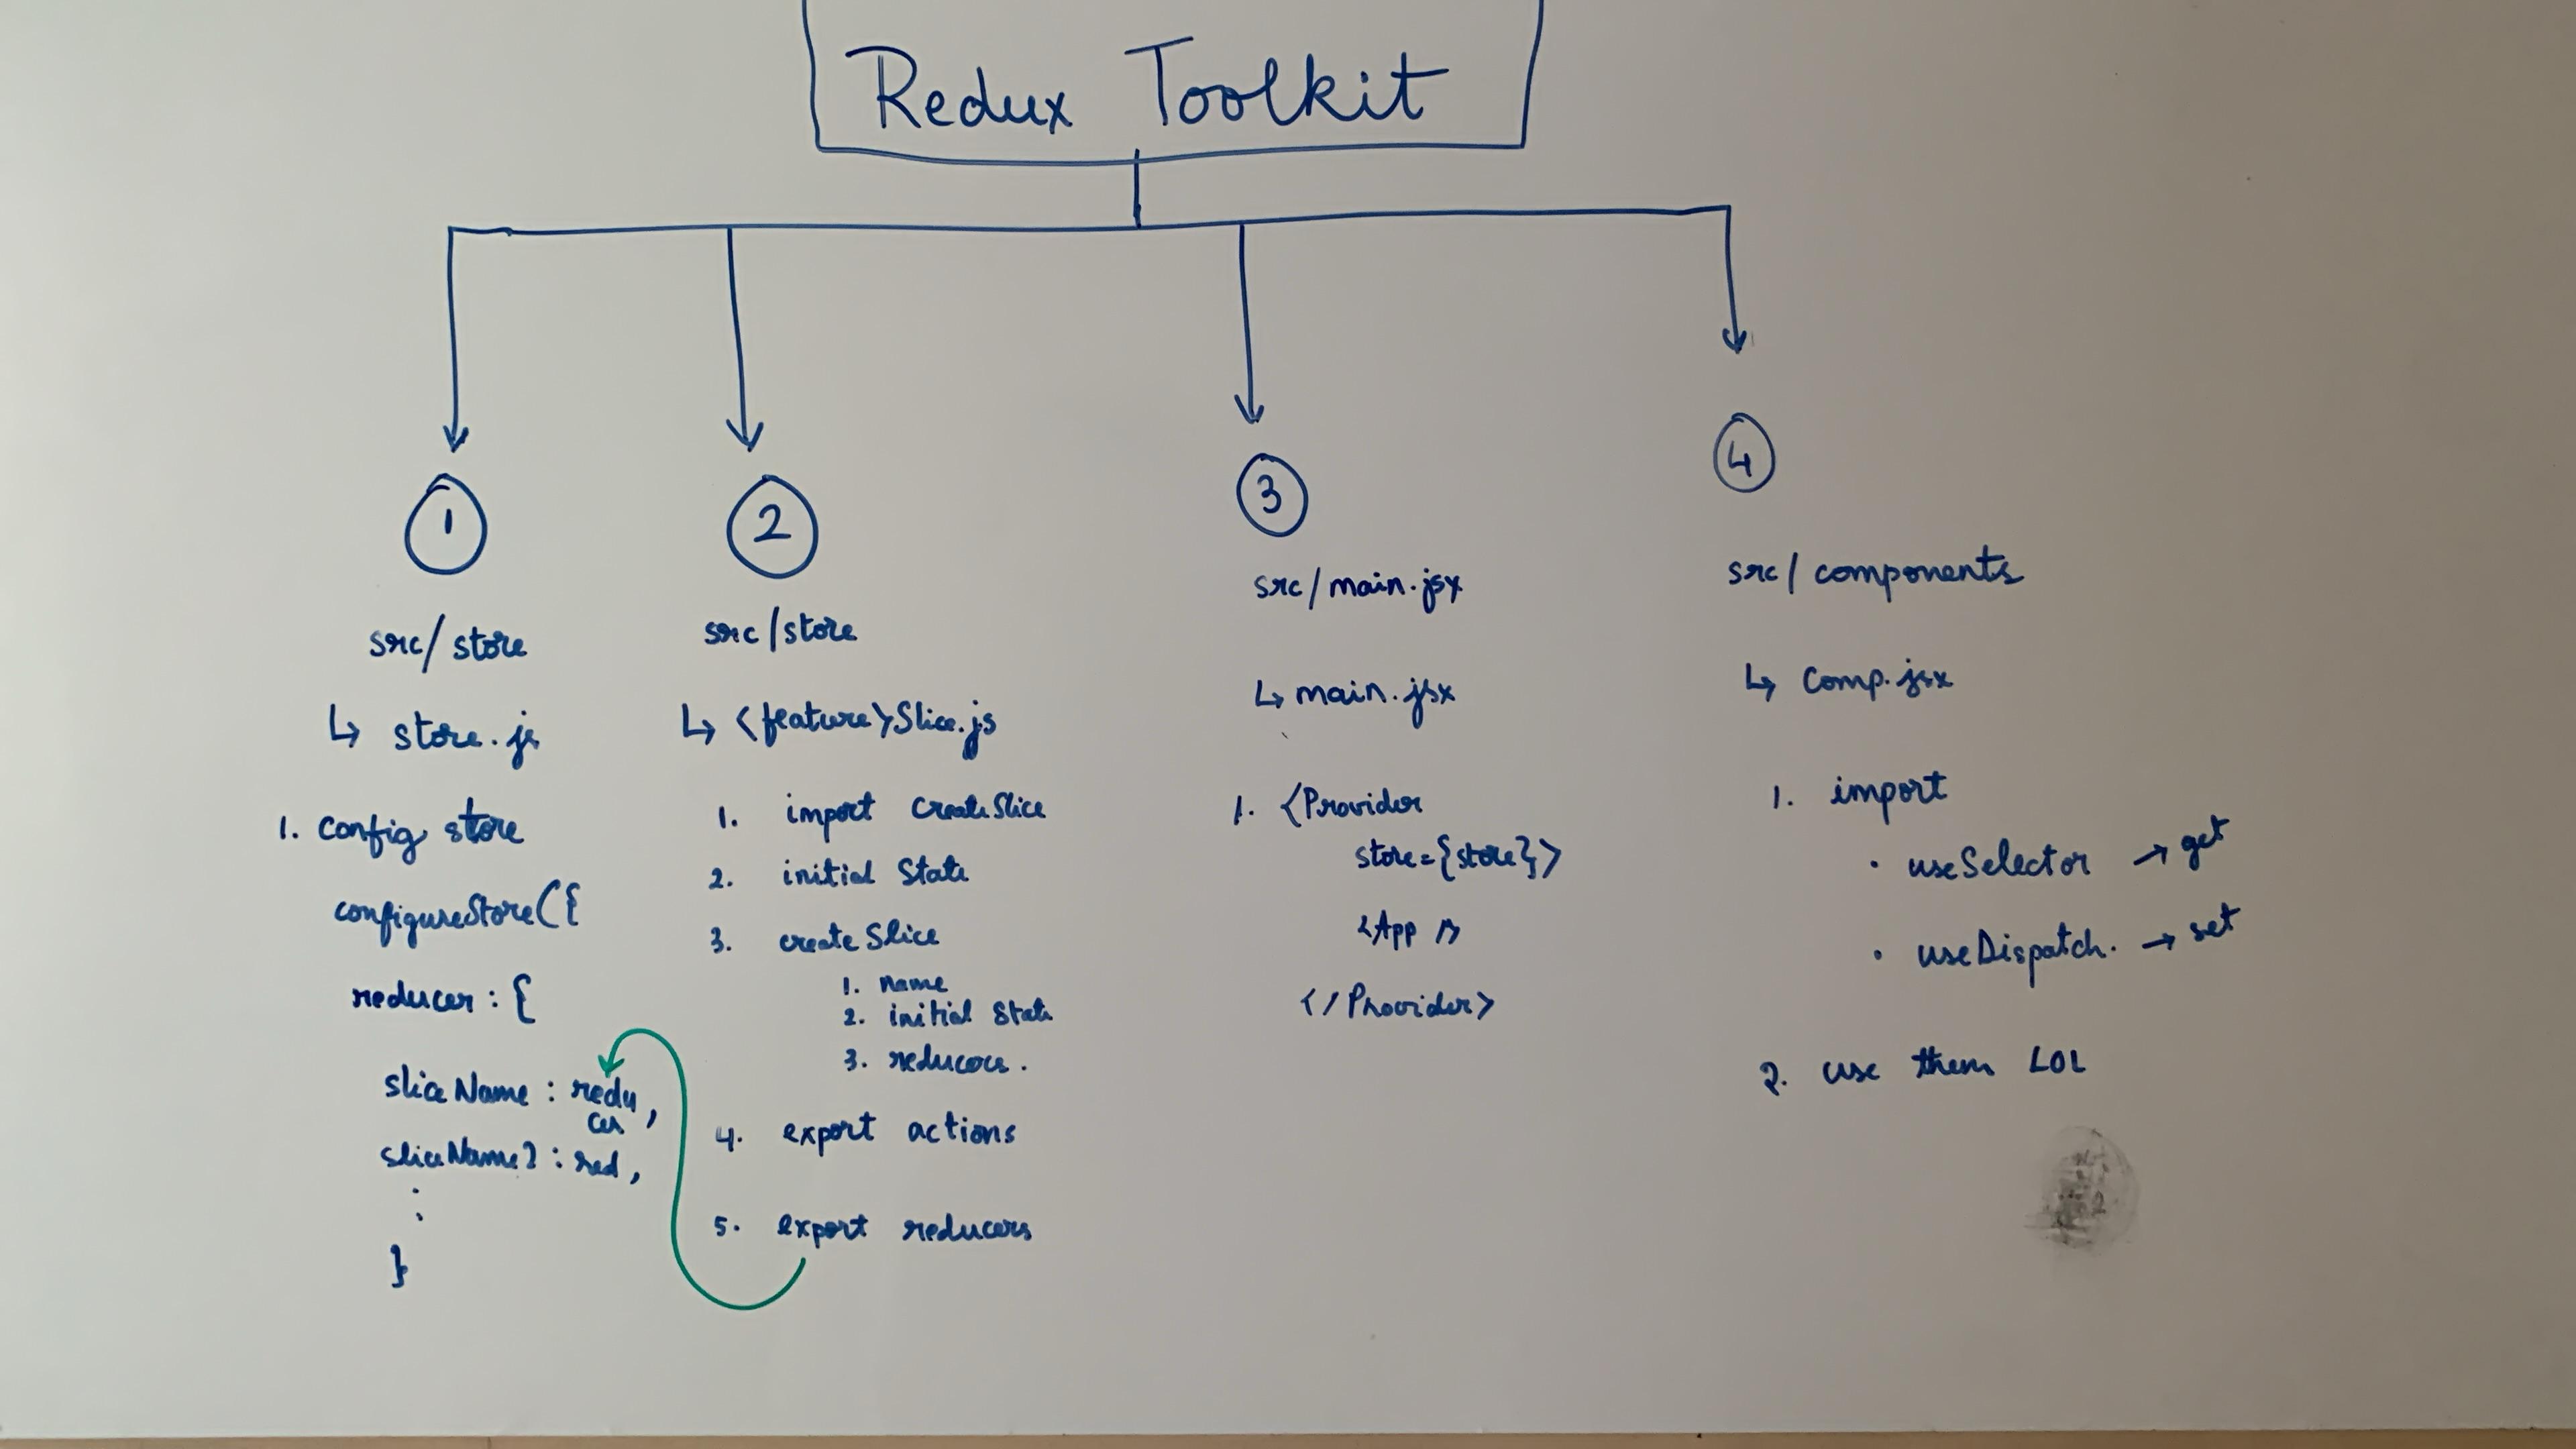 Redux Toolkit
1
src/store
↳ store.js
1. config store
configureStore({
reducer : {
sliceName : redu
cer ,
sliceName2 : red ,
:
}
2
src/store
↳ <feature>Slice.js
1. import createSlice
2. initial State
3. create Slice
1. name
2. initial State
3. reducers.
4. export actions
5. export reducers
3
src/main.jsx
↳ main.jsx
1. <Provider
store={store}>
<App />
</Provider>
4
src/components
↳ Comp.jsx
1. import
• useSelector → get
• useDispatch. → set
2. use them LOL